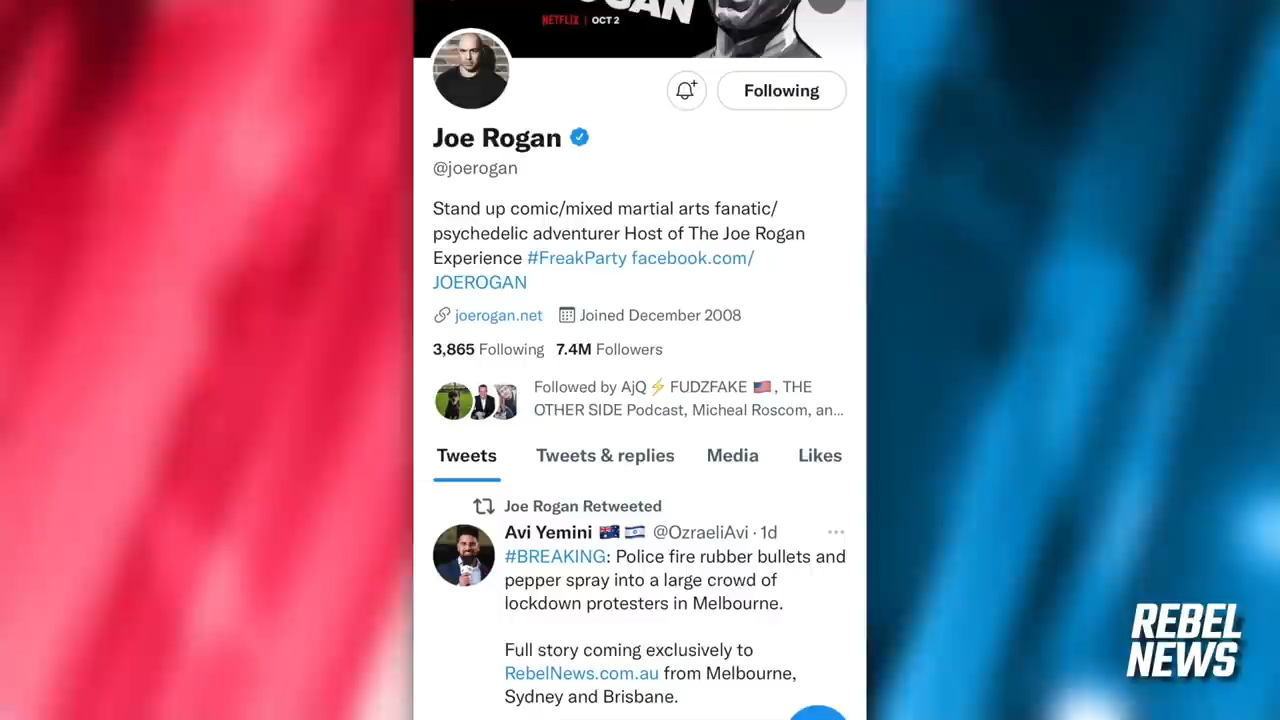 NETFLIX | OCT 2
Following
Joe Rogan
@joerogan
Stand up comic/mixed martial arts fanatic/
psychedelic adventurer Host of The Joe Rogan
Experience #FreakParty facebook.com/
JOEROGAN
joerogan.net Joined December 2008
3,865 Following 7.4M Followers
Followed by AjQ⚡FUDZFAKE 🇺🇸, THE
OTHER SIDE Podcast, Micheal Roscom, an...
Tweets Tweets & replies Media Likes
Joe Rogan Retweeted
Avi Yemini 🇦🇺🇮🇱 @OzraeliAvi · 1d
#BREAKING: Police fire rubber bullets and
pepper spray into a large crowd of
lockdown protesters in Melbourne.
Full story coming exclusively to
RebelNews.com.au from Melbourne,
Sydney and Brisbane.
REBEL
NEWS